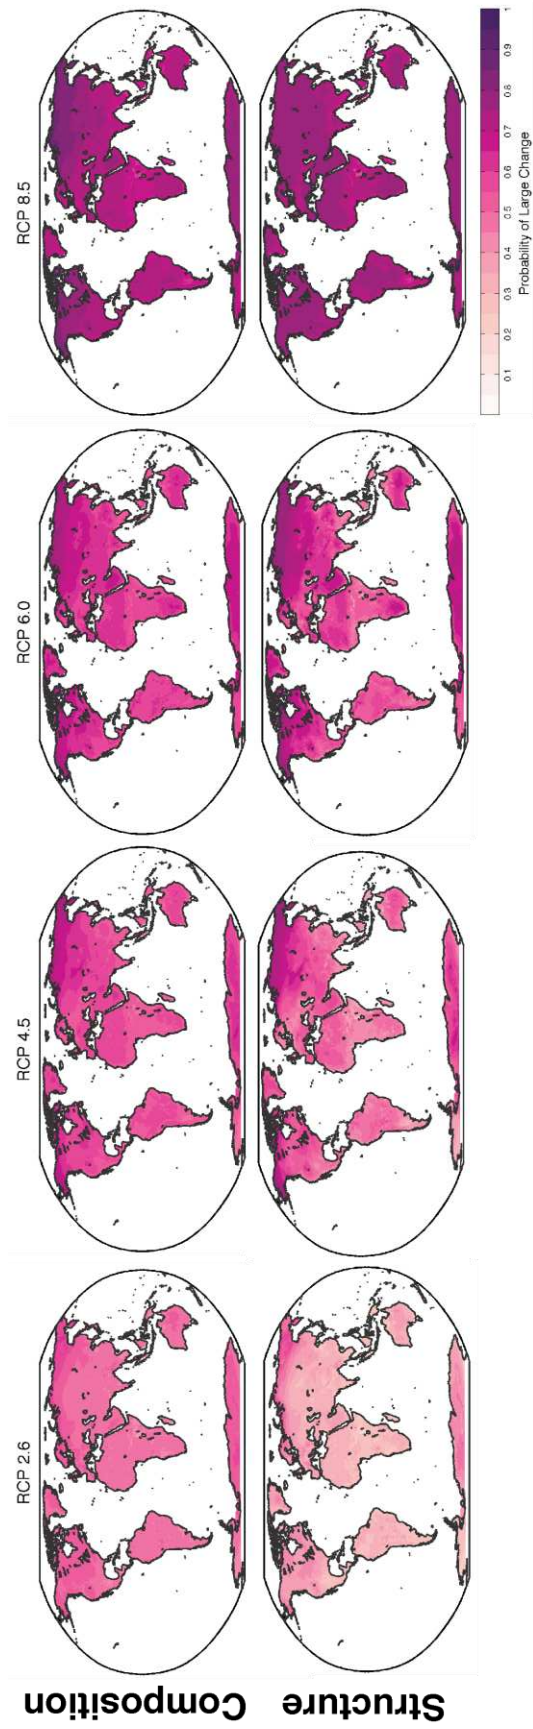 RCP 2.6
RCP 4.5
RCP 6.0
RCP 8.5
Composition
Structure
0.1 0.2 0.3 0.4 0.5 0.6 0.7 0.8 0.9 1
Probability of Large Change